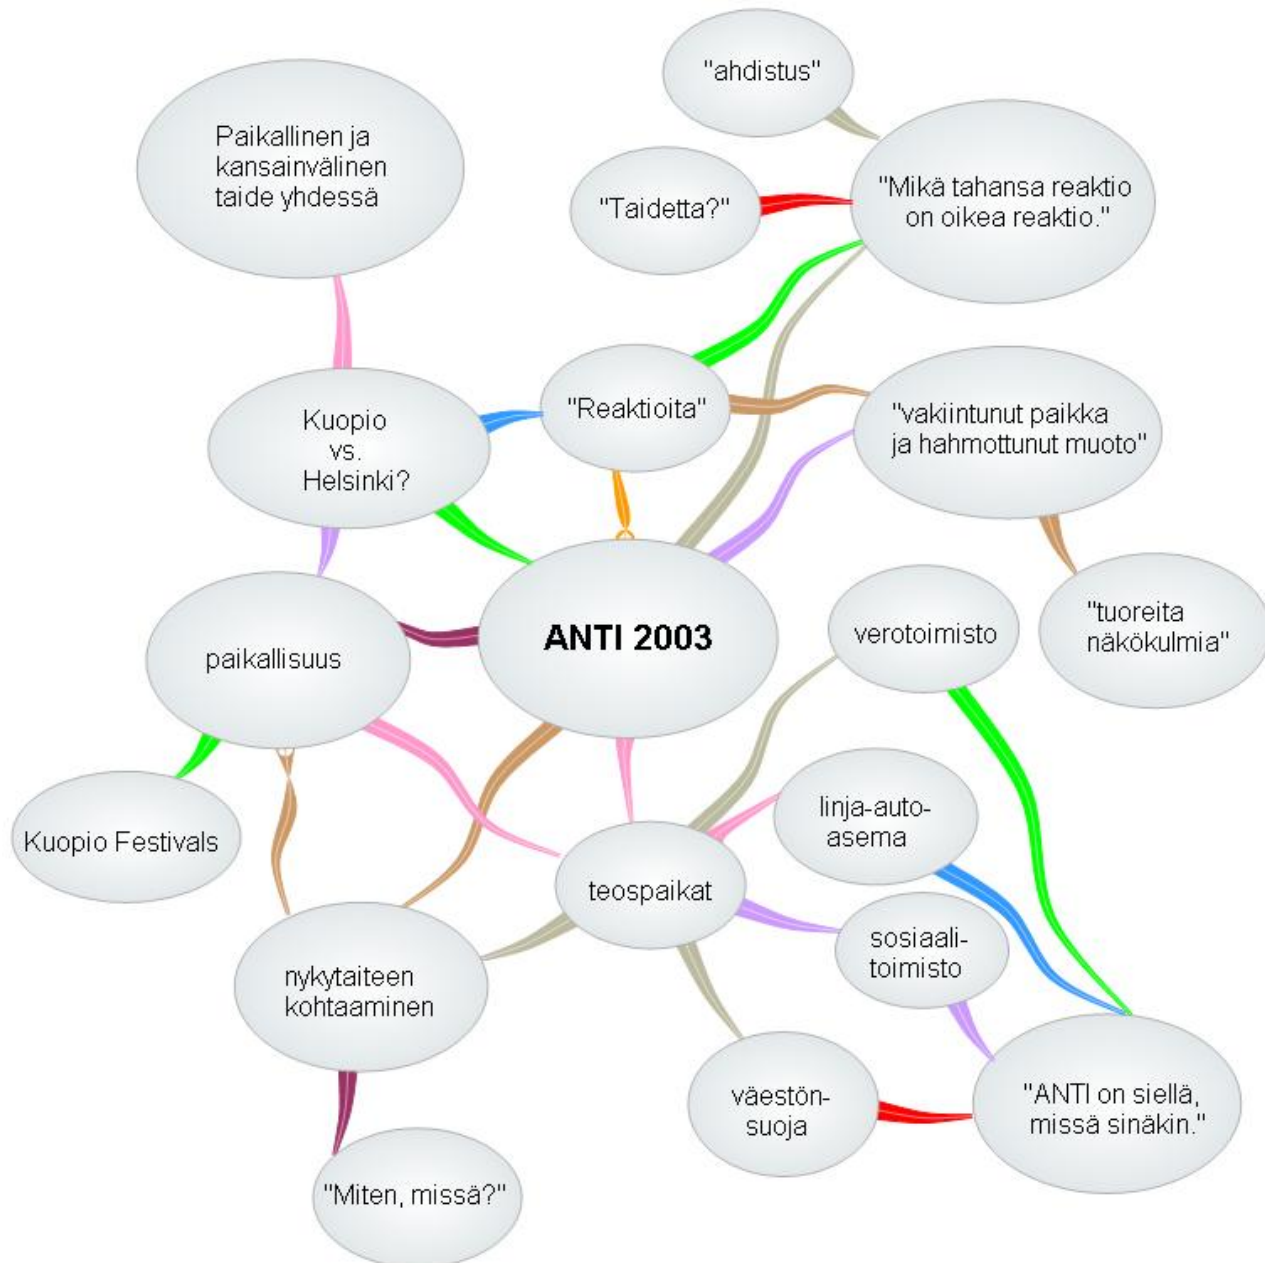 "ahdistus"
Paikallinen ja
kansainvälinen
taide yhdessä
"Taidetta?"
"Mikä tahansa reaktio
on oikea reaktio."
Kuopio
vs.
Helsinki?
"Reaktioita"
"vakiintunut paikka
ja hahmottunut muoto"
ANTI 2003
paikallisuus
verotoimisto
"tuoreita
näkökulmia"
Kuopio Festivals
linja-auto-
asema
teospaikat
sosiaali-
toimisto
nykytaiteen
kohtaaminen
väestön-
suoja
"ANTI on siellä,
missä sinäkin."
"Miten, missä?"